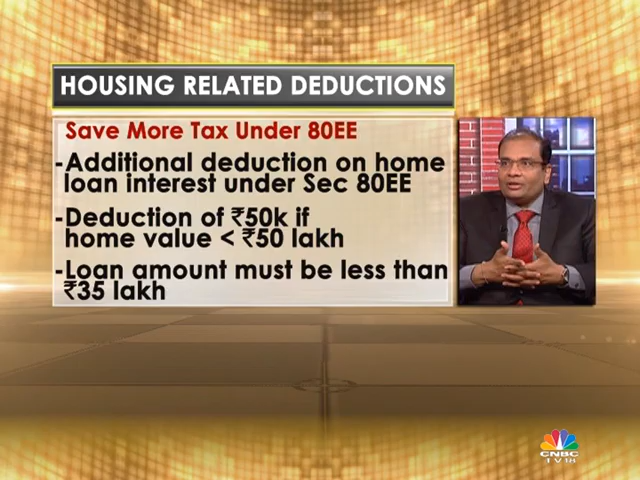 HOUSING RELATED DEDUCTIONS
Save More Tax Under 80EE
-Additional deduction on home
loan interest under Sec 80EE
-Deduction of ₹50k if
home value < ₹50 lakh
-Loan amount must be less than
₹35 lakh
CNBC
TV18